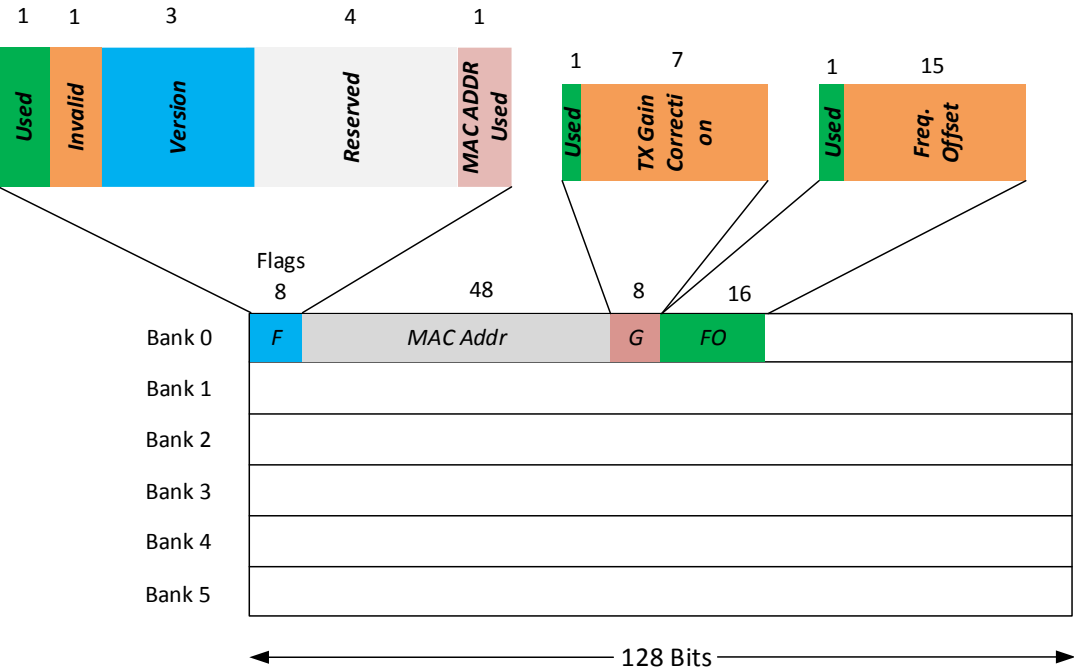 1 1 3 4 1
Used
Invalid
Version
Reserved
MAC ADDR
Used
1 7
Used
TX Gain
Correcti
on
1 15
Used
Freq.
Offset
Flags
8 48 8 16
Bank 0 F MAC Addr G FO
Bank 1
Bank 2
Bank 3
Bank 4
Bank 5
128 Bits